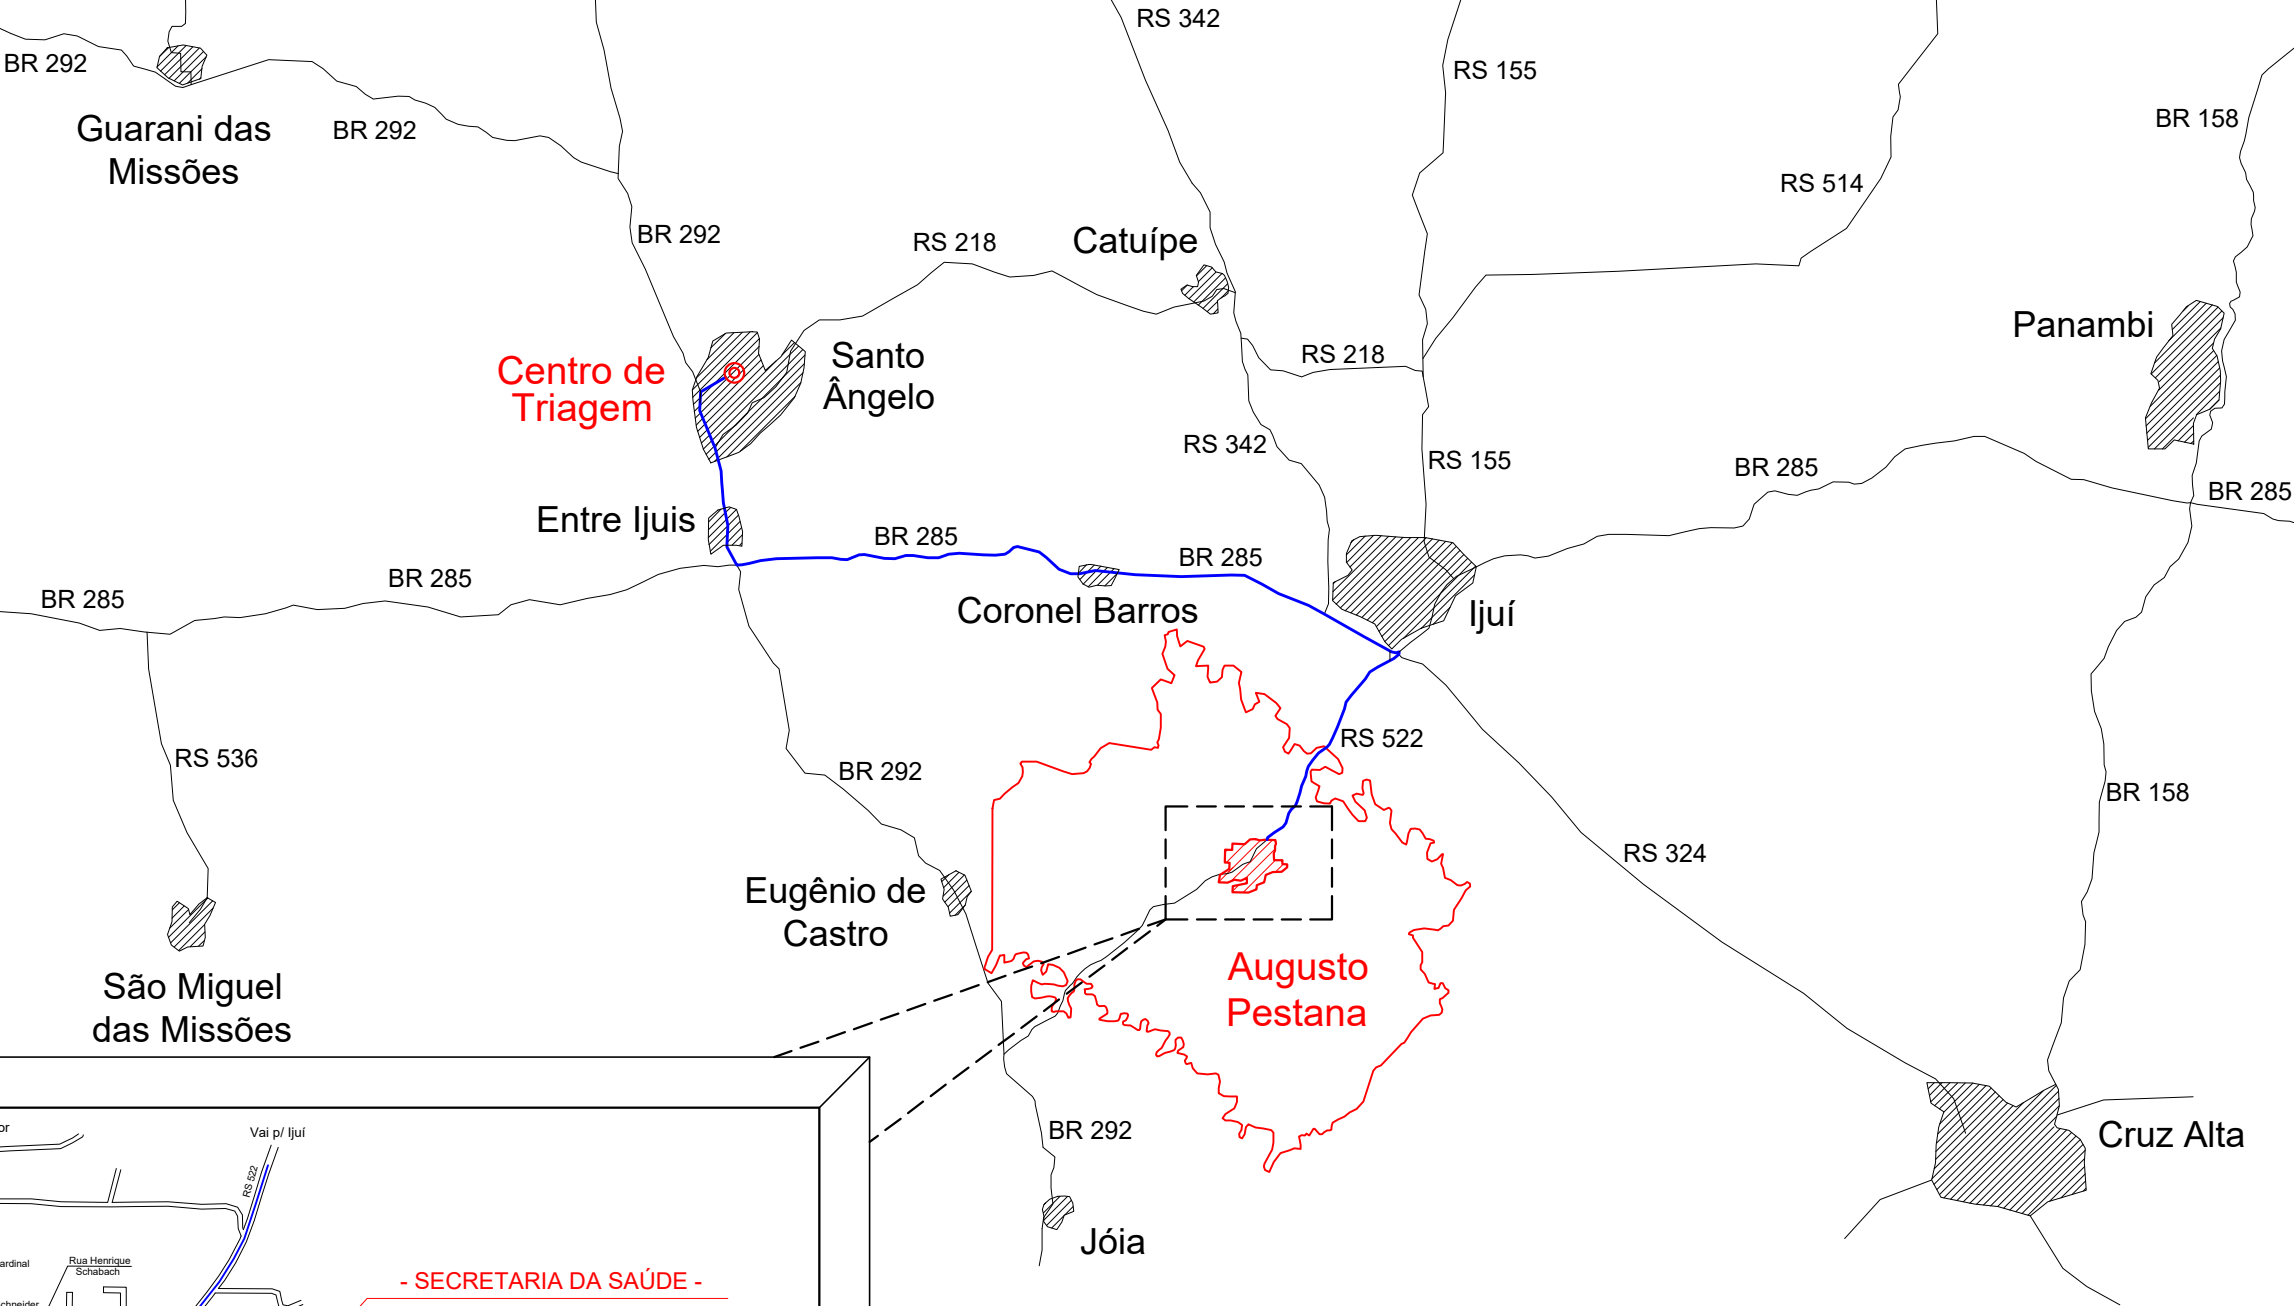 RS 342
BR 292
RS 155
BR 158
Guarani das
Missões
BR 292
RS 514
BR 292
RS 218
Catuípe
Panambi
Santo
Ângelo
Centro de
Triagem
RS 218
RS 342
RS 155
BR 285
BR 285
Entre Ijuis
BR 285
BR 285
BR 285
BR 285
Coronel Barros
Ijuí
RS 522
RS 536
BR 292
BR 158
RS 324
Eugênio de
Castro
Augusto
Pestana
São Miguel
das Missões
BR 292
Cruz Alta
Jóia
Vai p/ Ijuí
RS 522
Rua Henrique
Schabach
- SECRETARIA DA SAÚDE -